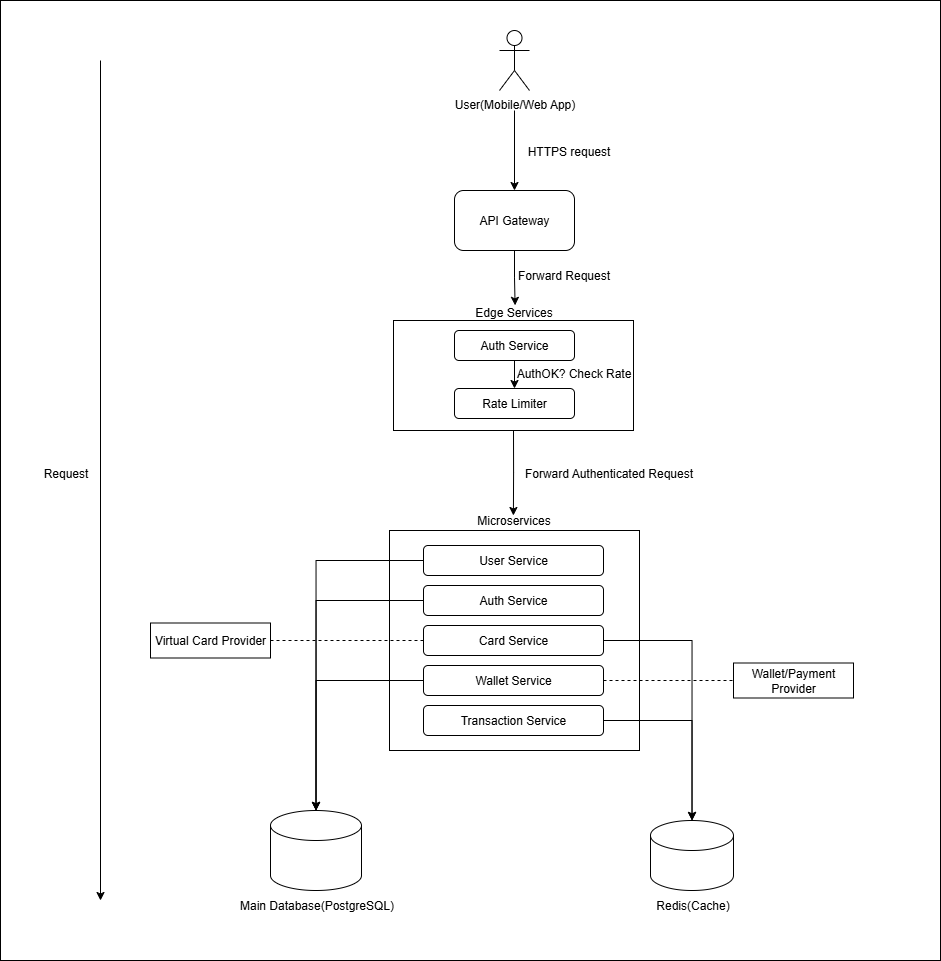 User(Mobile/Web App)
HTTPS request
API Gateway
Forward Request
Edge Services
Auth Service
AuthOK? Check Rate
Rate Limiter
Request
Forward Authenticated Request
Microservices
User Service
Auth Service
Virtual Card Provider
Card Service
Wallet Service
Wallet/Payment
Provider
Transaction Service
Main Database(PostgreSQL)
Redis(Cache)